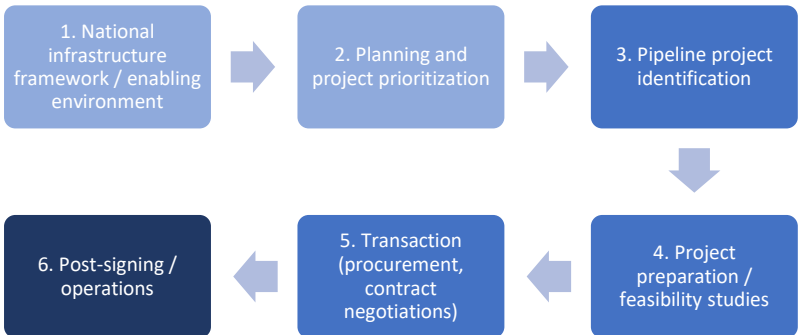 1. National
infrastructure
framework / enabling
environment
2. Planning and
project prioritization
3. Pipeline project
identification
4. Project
preparation /
feasibility studies
5. Transaction
(procurement,
contract
negotiations)
6. Post-signing /
operations